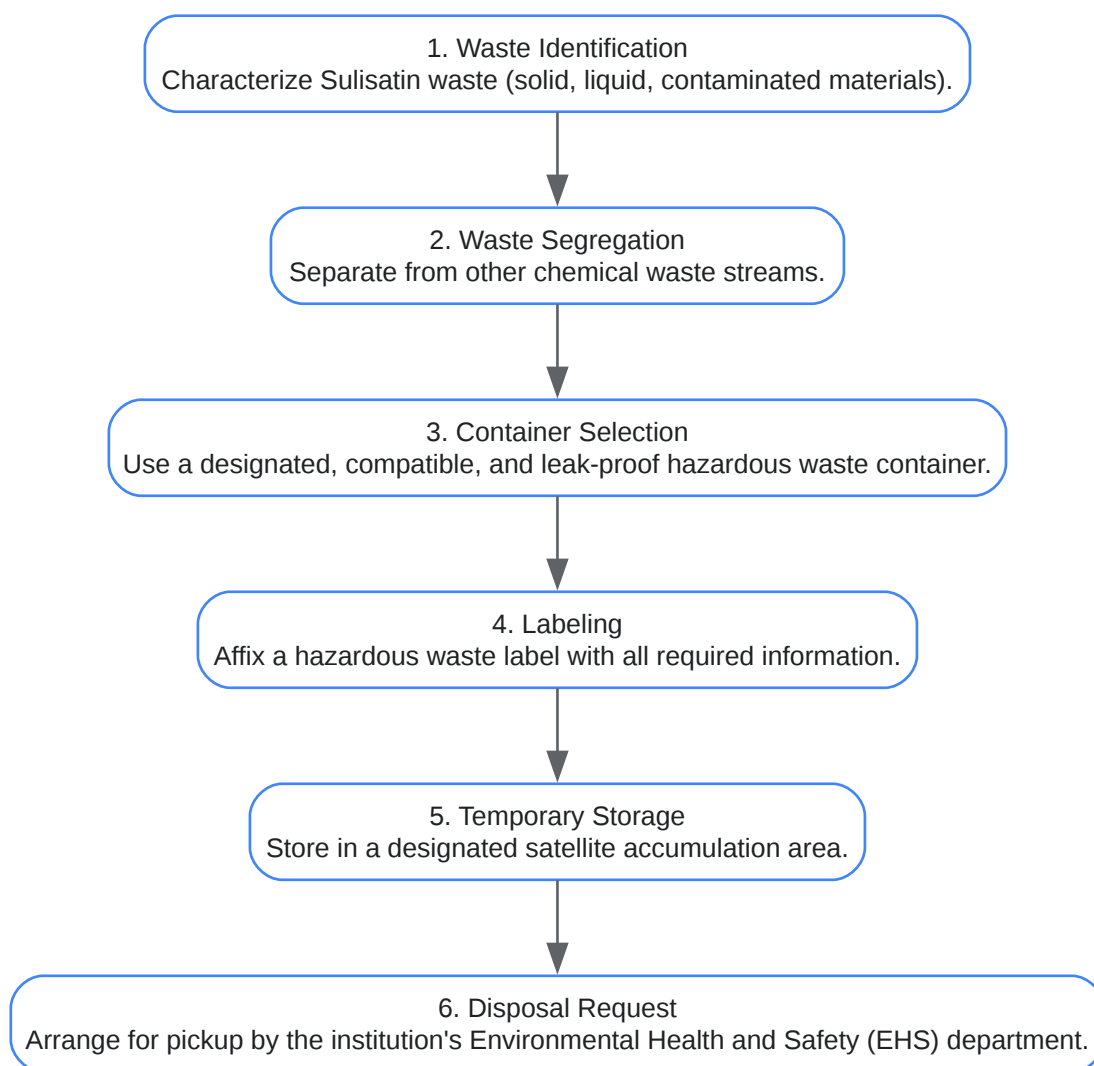 1. Waste Identification
Characterize Sulisatin waste (solid, liquid, contaminated materials).
2. Waste Segregation
Separate from other chemical waste streams.
3. Container Selection
Use a designated, compatible, and leak-proof hazardous waste container.
4. Labeling
Affix a hazardous waste label with all required information.
5. Temporary Storage
Store in a designated satellite accumulation area.
6. Disposal Request
Arrange for pickup by the institution's Environmental Health and Safety (EHS) department.